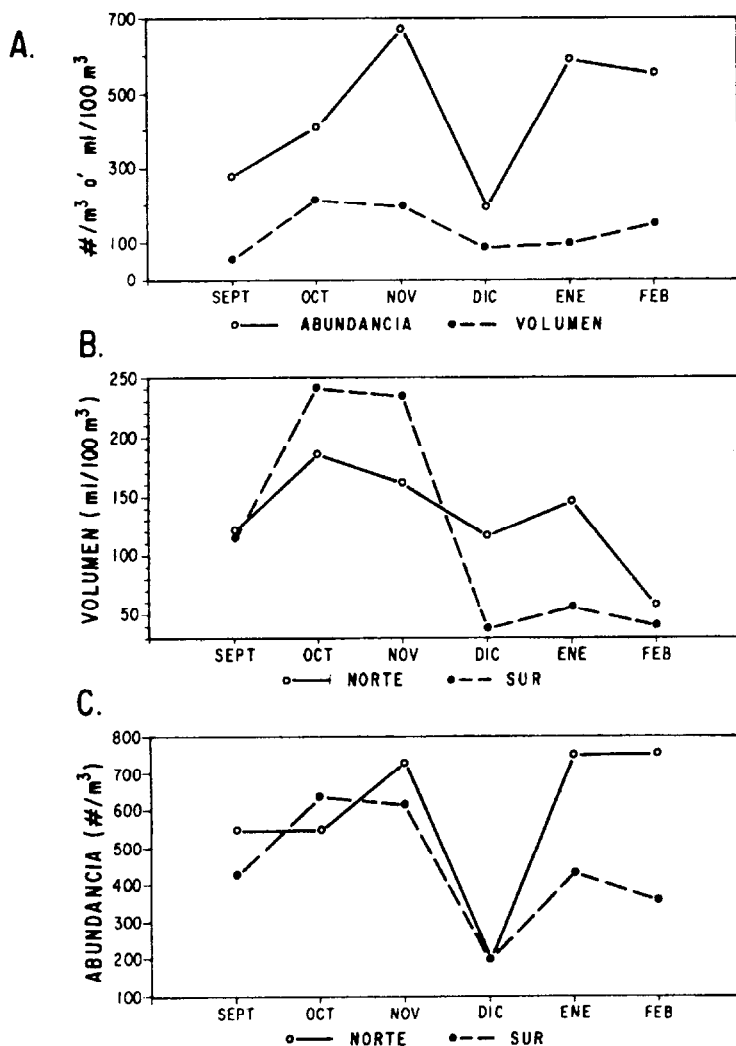 A.
700
500
300
100
0
#/m³ o' ml/100 m³
SEPT OCT NOV DIC ENE FEB
ABUNDANCIA VOLUMEN
B.
250
200
150
100
50
VOLUMEN (ml/100 m³)
SEPT OCT NOV DIC ENE FEB
NORTE SUR
C.
800
700
600
500
400
300
200
100
ABUNDANCIA (#/m³)
SEPT OCT NOV DIC ENE FEB
NORTE SUR